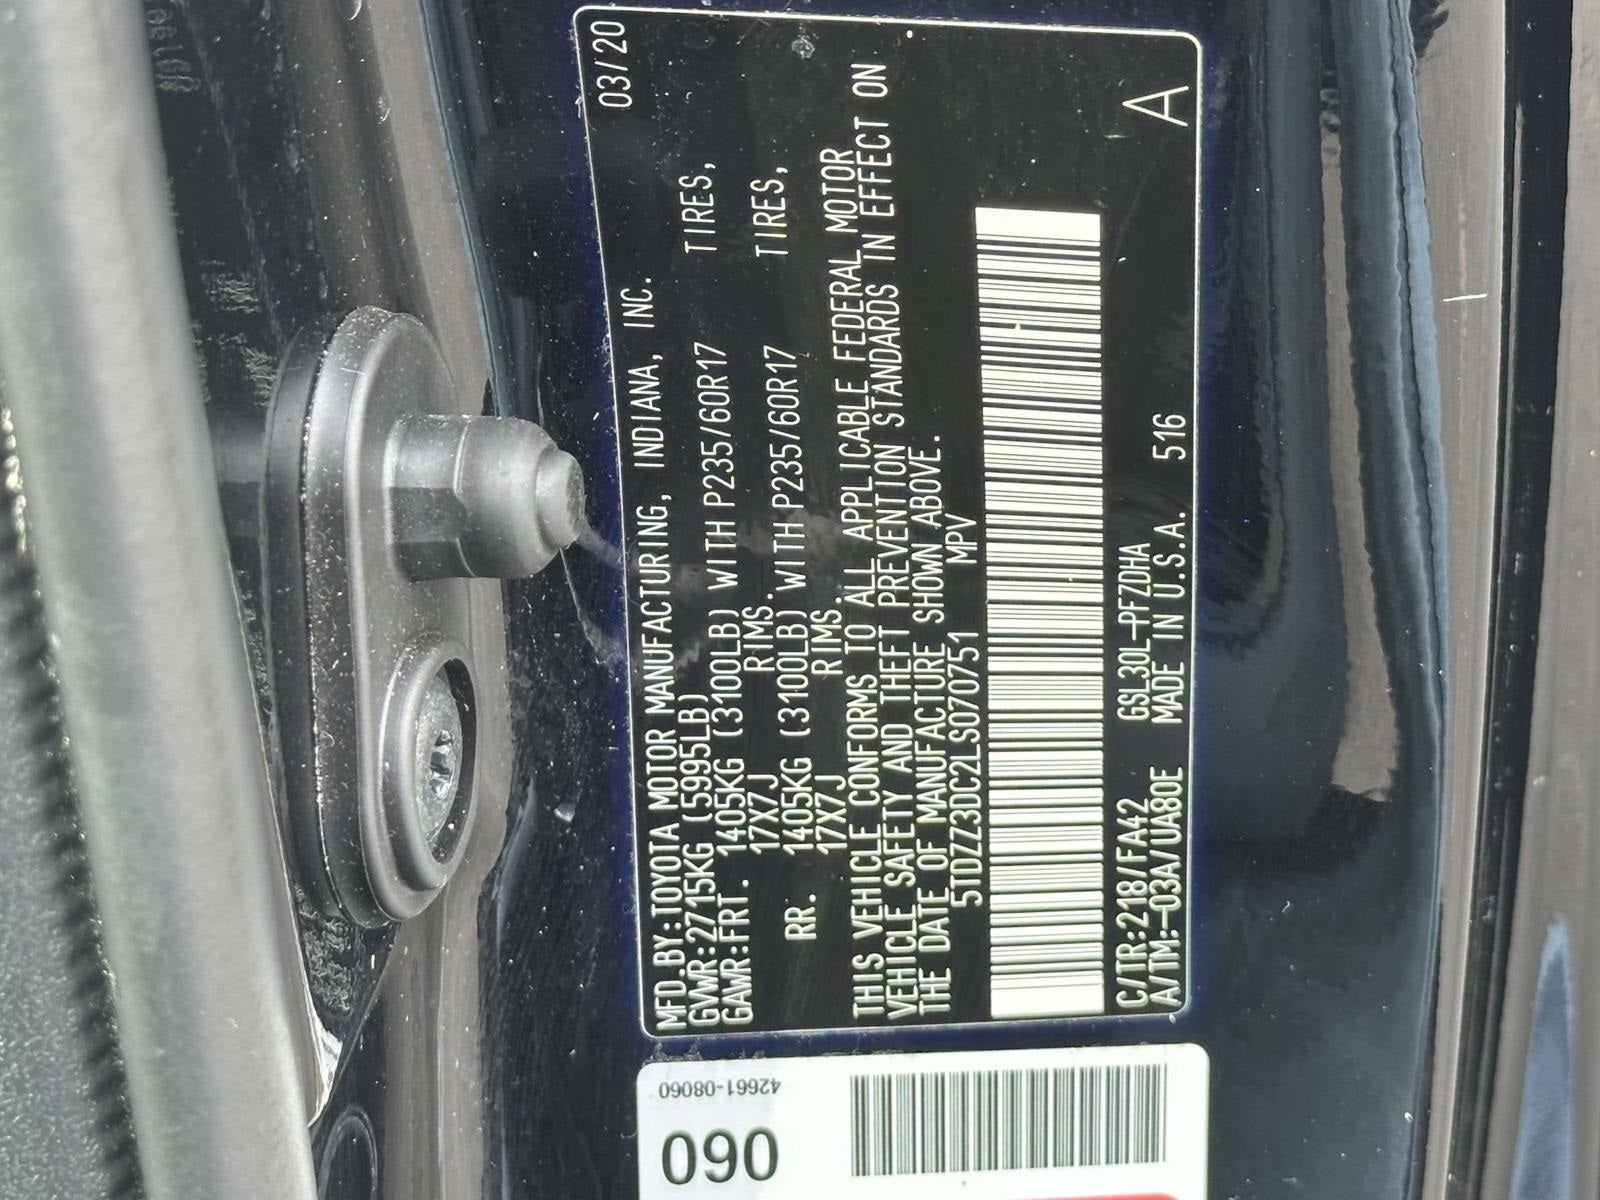 03/20
MFD.BY:TOYOTA MOTOR MANUFACTURING, INDIANA, INC.
GVWR:2715KG (5995LB)
GAWR:FRT. 1405KG (3100LB) WITH P235/60R17 TIRES,
17X7J RIMS.
RR. 1405KG (3100LB) WITH P235/60R17 TIRES,
17X7J RIMS.
THIS VEHICLE CONFORMS TO ALL APPLICABLE FEDERAL MOTOR
VEHICLE SAFETY AND THEFT PREVENTION STANDARDS IN EFFECT ON
THE DATE OF MANUFACTURE SHOWN ABOVE.
5TDZZ3DC2LS070751 MPV
C/TR:218/FA42 GSL30L-PFZDHA
A/TM:-03A/UA80E MADE IN U.S.A. 516
A
42661-08060
060